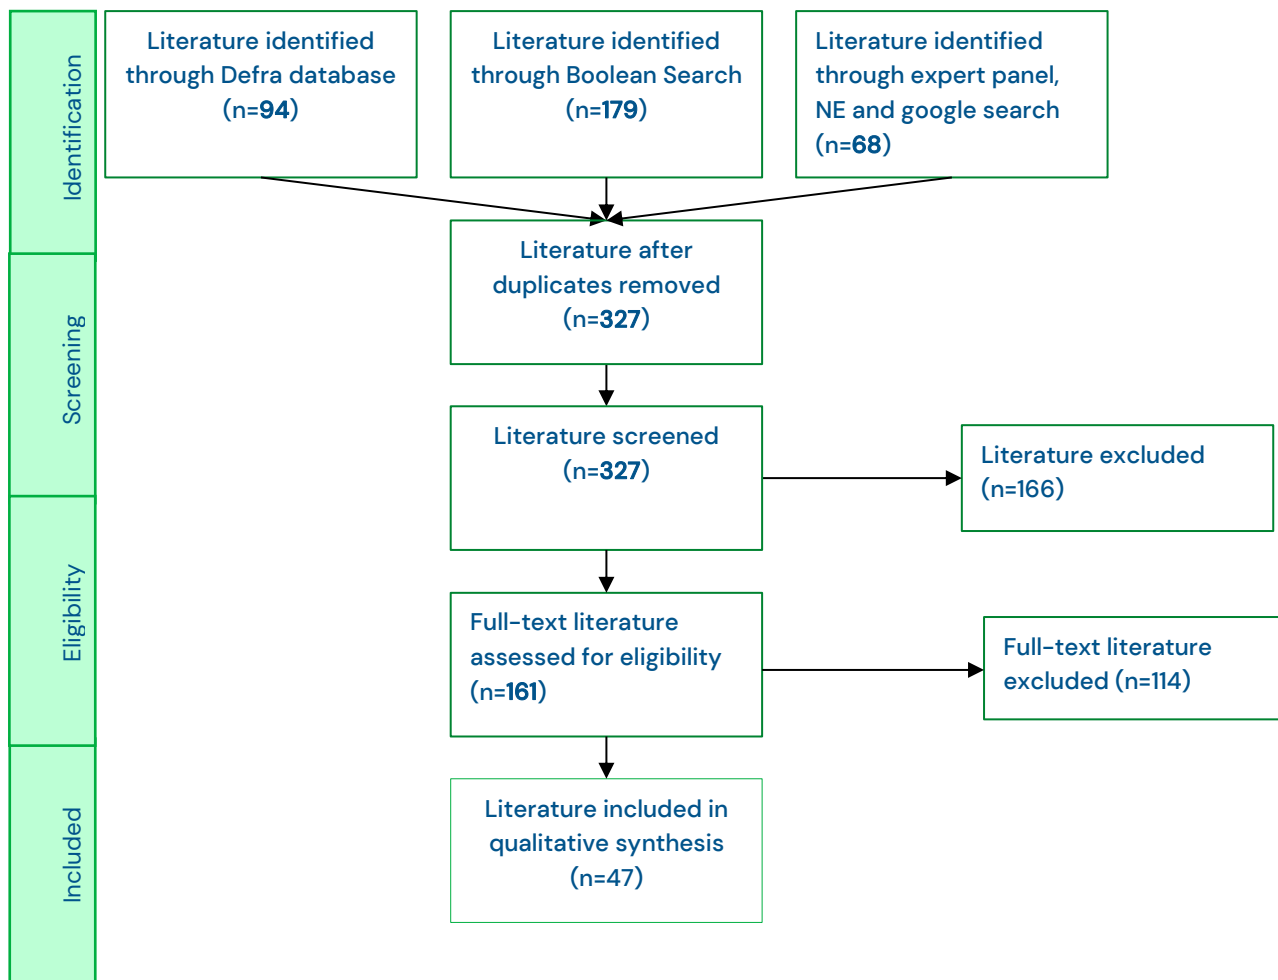 Identification
Literature identified
through Defra database
(n=94)
Literature identified
through Boolean Search
(n=179)
Literature identified
through expert panel,
NE and google search
(n=68)
Literature after
duplicates removed
(n=327)
Screening
Literature screened
(n=327)
Literature excluded
(n=166)
Eligibility
Full-text literature
assessed for eligibility
(n=161)
Full-text literature
excluded (n=114)
Included
Literature included in
qualitative synthesis
(n=47)